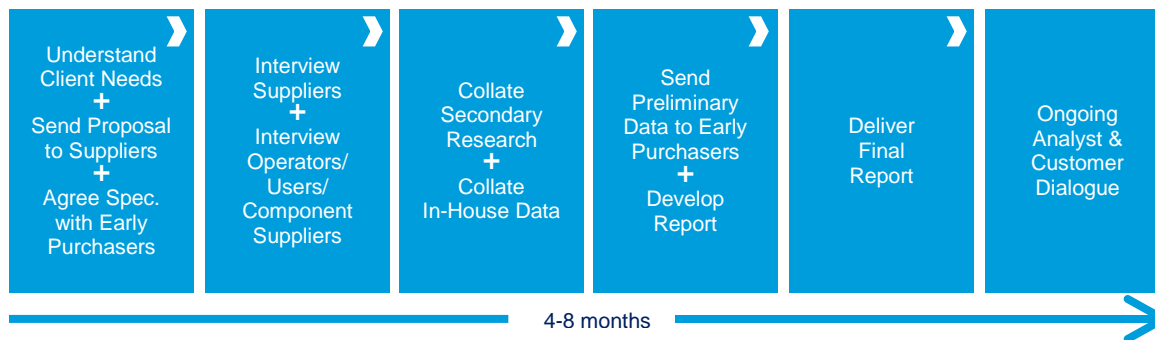 Understand
Client Needs
+
Send Proposal
to Suppliers
+
Agree Spec.
with Early
Purchasers
Interview
Suppliers
+
Interview
Operators/
Users/
Component
Suppliers
Collate
Secondary
Research
+
Collate
In-House Data
Send
Preliminary
Data to Early
Purchasers
+
Develop
Report
Deliver
Final
Report
Ongoing
Analyst &
Customer
Dialogue
4-8 months